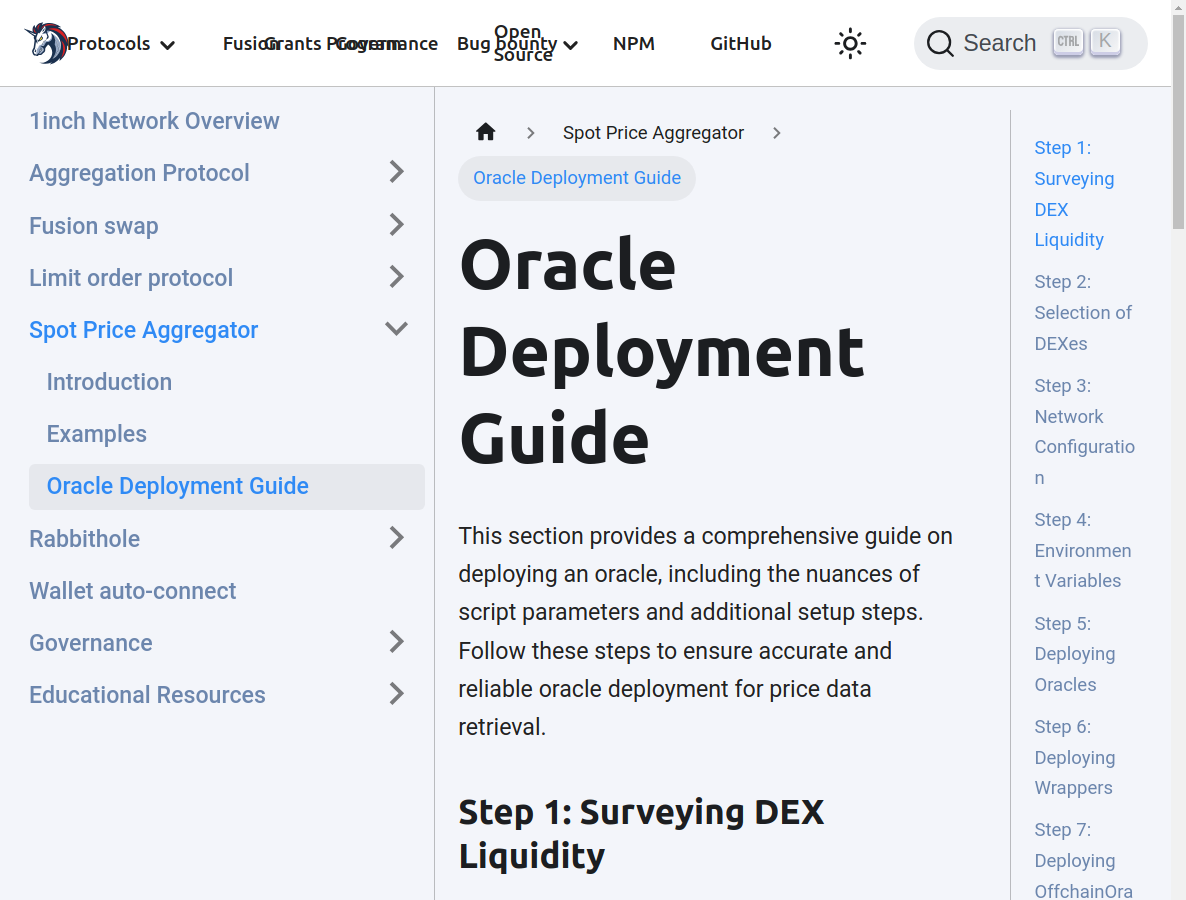 Protocols
Fusion
Grants Program
Governance
Bug bounty
Open
Source
NPM
GitHub
Search CTRL K
1inch Network Overview
Aggregation Protocol
Fusion swap
Limit order protocol
Spot Price Aggregator
Introduction
Examples
Oracle Deployment Guide
Rabbithole
Wallet auto-connect
Governance
Educational Resources
Spot Price Aggregator
Oracle Deployment Guide
Oracle
Deployment
Guide
This section provides a comprehensive guide on
deploying an oracle, including the nuances of
script parameters and additional setup steps.
Follow these steps to ensure accurate and
reliable oracle deployment for price data
retrieval.
Step 1: Surveying DEX
Liquidity
Step 1:
Surveying
DEX
Liquidity
Step 2:
Selection of
DEXes
Step 3:
Network
Configuratio
n
Step 4:
Environmen
t Variables
Step 5:
Deploying
Oracles
Step 6:
Deploying
Wrappers
Step 7:
Deploying
OffchainOra